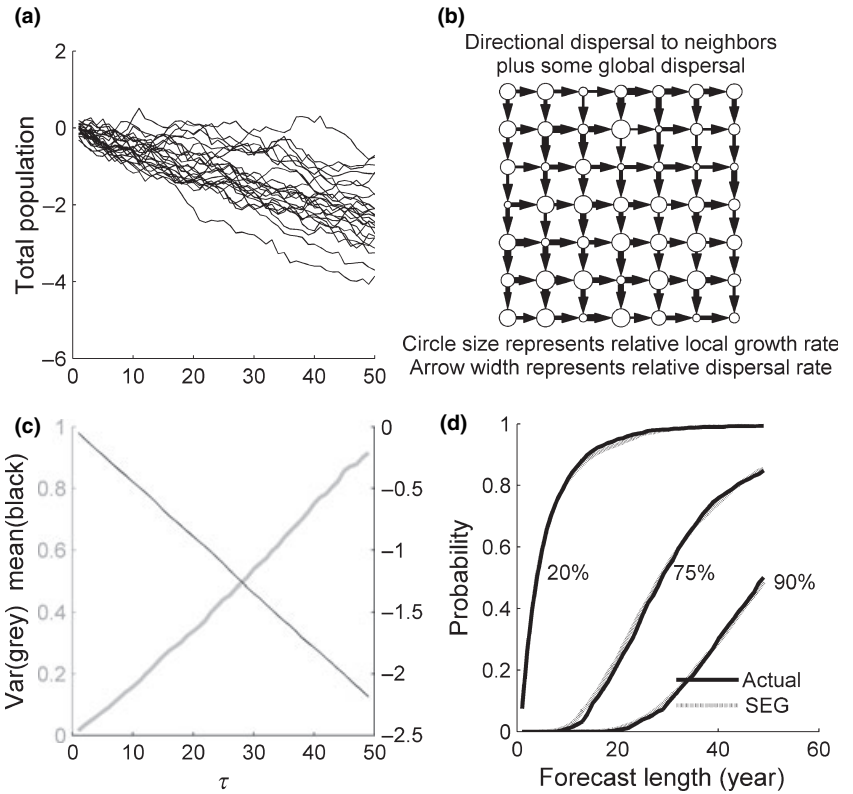 (a)
Total population
2
0
–2
–4
–6
0 10 20 30 40 50
(b)
Directional dispersal to neighbors
plus some global dispersal
Circle size represents relative local growth rate
Arrow width represents relative dispersal rate
(c)
Var(grey) mean(black)
1
0.8
0.6
0.4
0.2
0
0
–0.5
–1
–1.5
–2
–2.5
0 10 20 30 40 50
τ
(d)
Probability
1
0.8
0.6
0.4
0.2
0
20%
75%
90%
Actual
SEG
0 20 40 60
Forecast length (year)